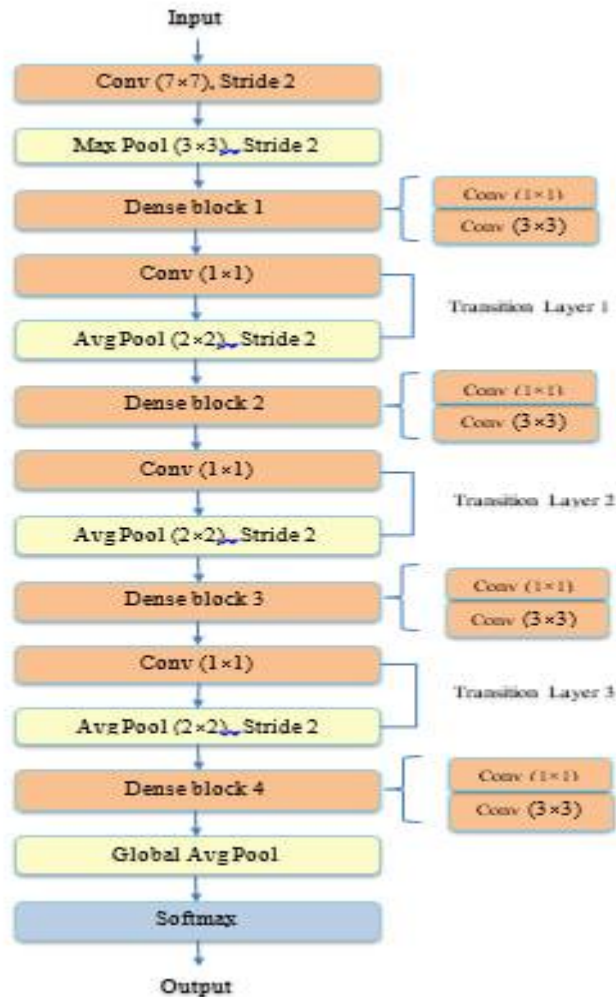 Input
Conv (7×7), Stride 2
Max Pool (3×3), Stride 2
Dense block 1
Conv (1×1)
Conv (3×3)
Conv (1×1)
Transition Layer 1
Avg Pool (2×2), Stride 2
Dense block 2
Conv (1×1)
Conv (3×3)
Conv (1×1)
Transition Layer 2
Avg Pool (2×2), Stride 2
Dense block 3
Conv (1×1)
Conv (3×3)
Conv (1×1)
Transition Layer 3
Avg Pool (2×2), Stride 2
Dense block 4
Conv (1×1)
Conv (3×3)
Global Avg Pool
Softmax
Output